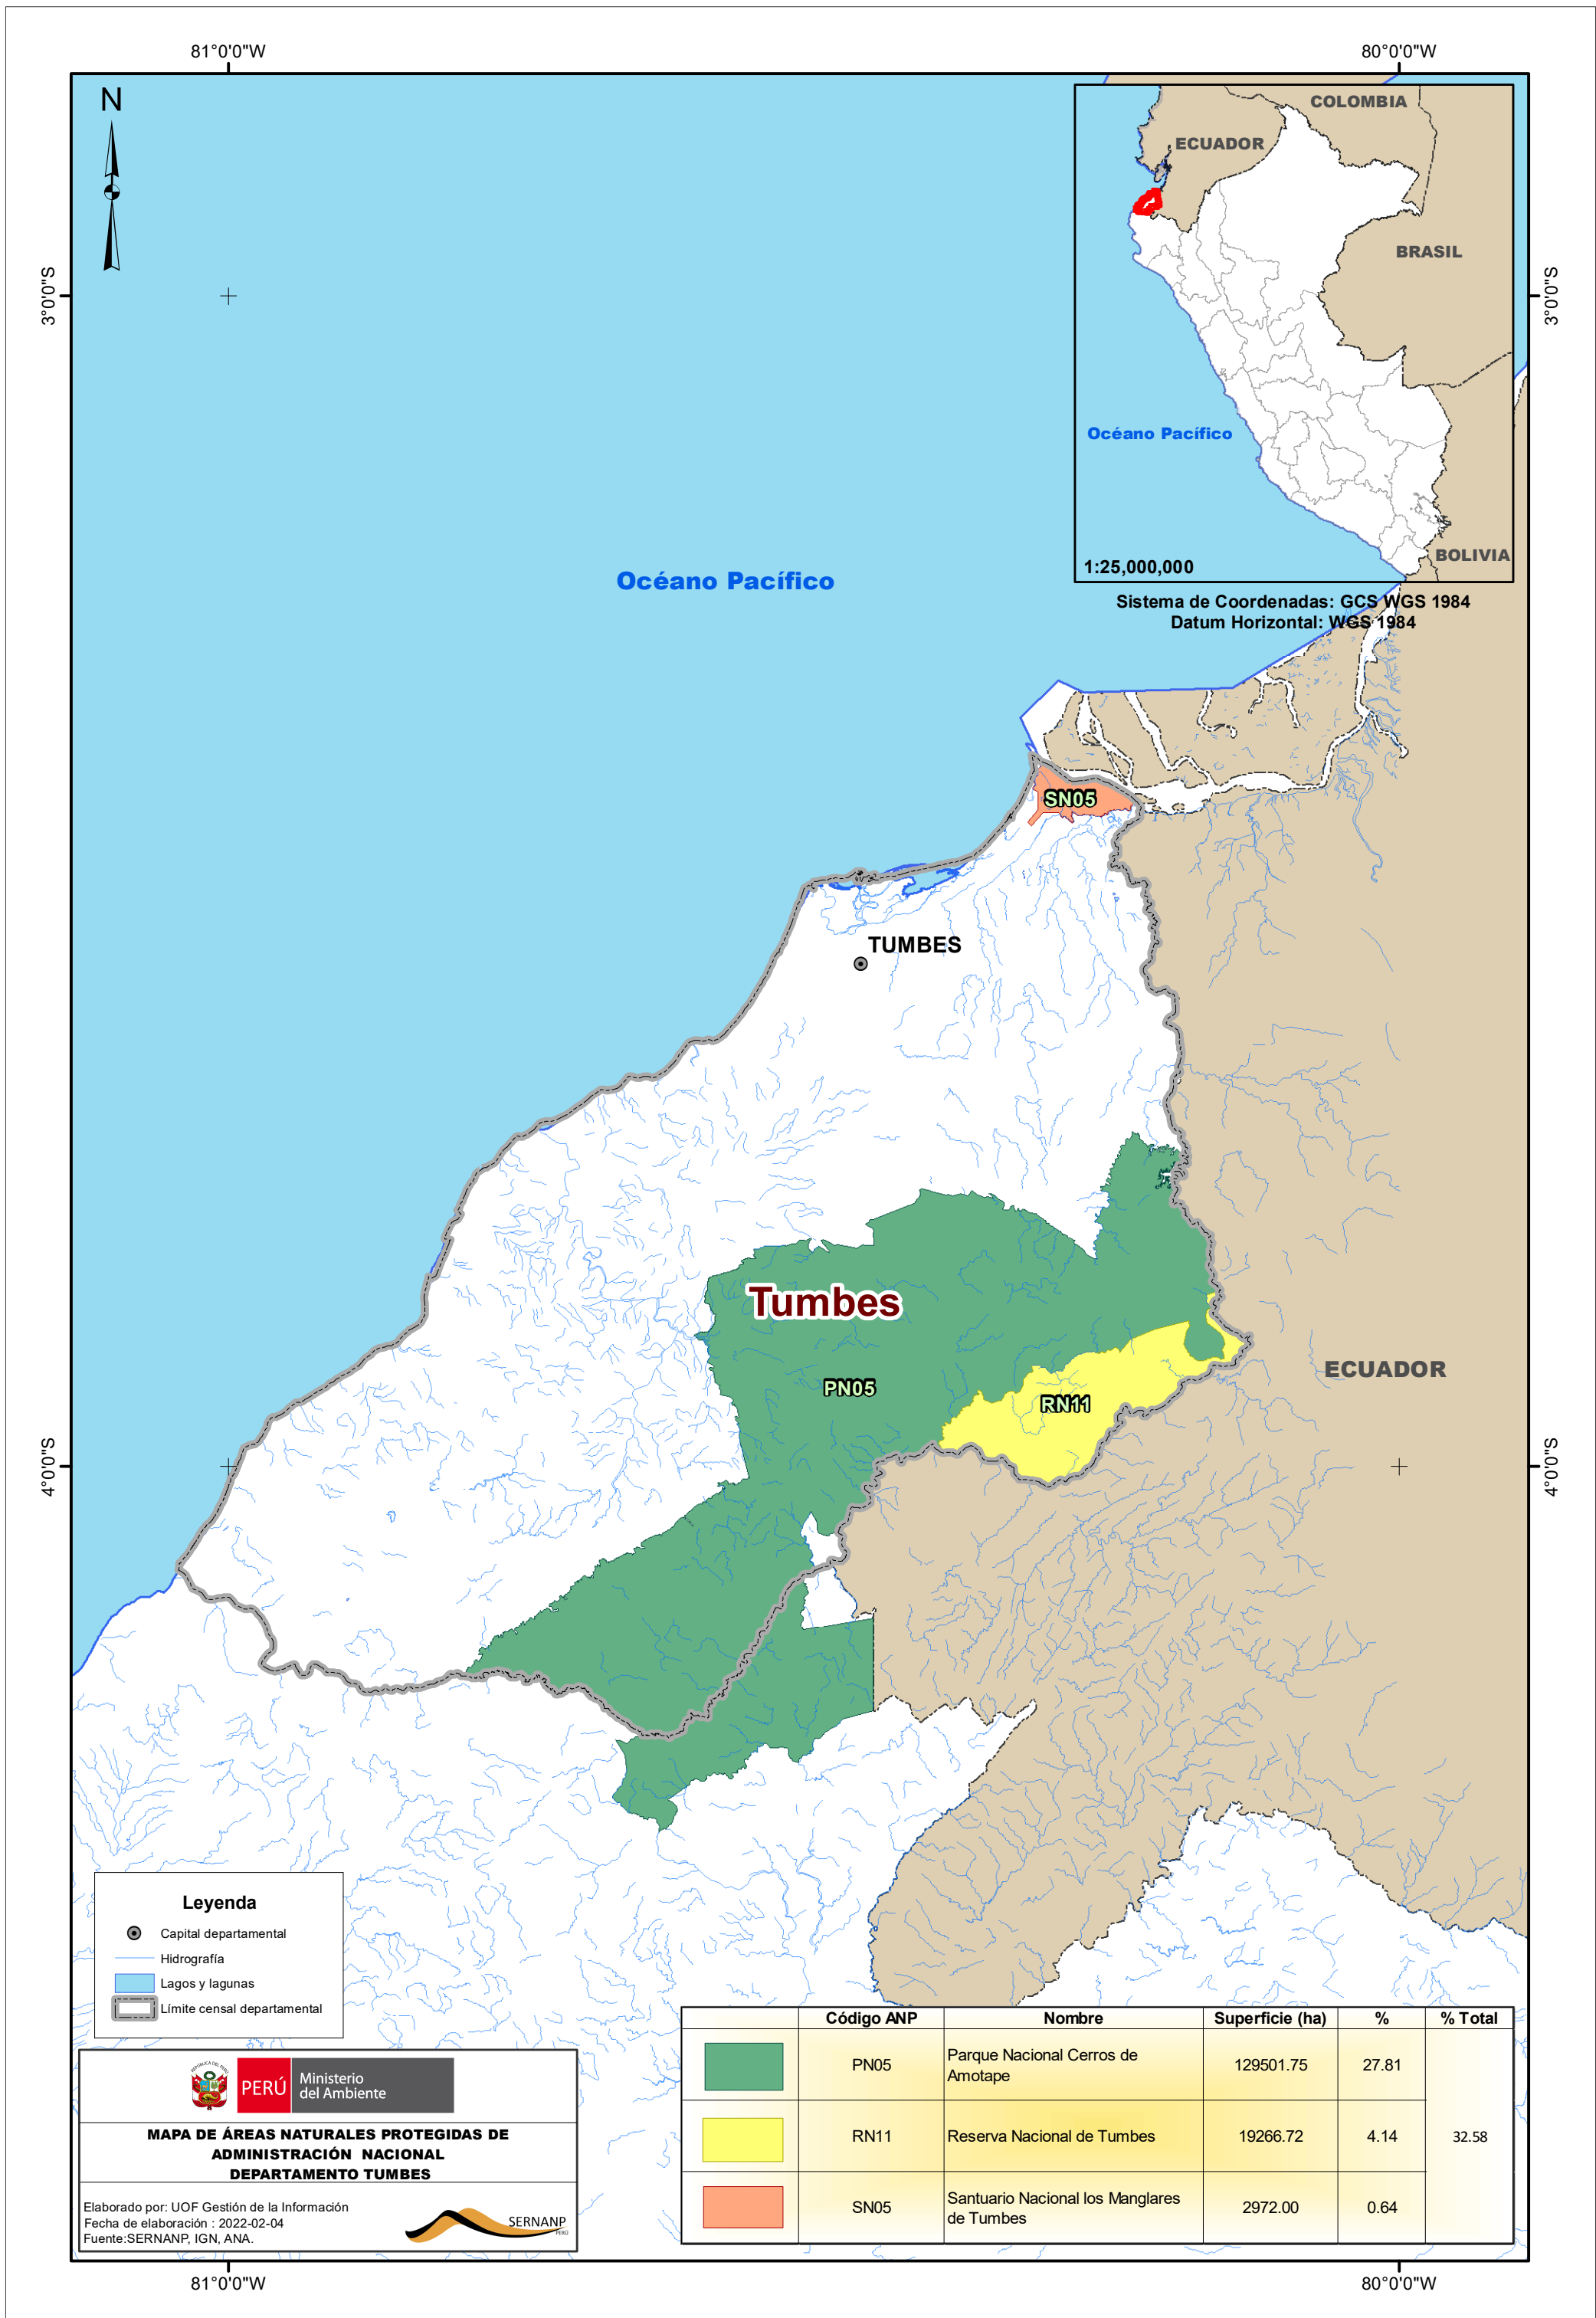 81°0'0"W
80°0'0"W
N
COLOMBIA
ECUADOR
BRASIL
3°0'0"S
3°0'0"S
Océano Pacífico
BOLIVIA
1:25,000,000
Océano Pacífico
Sistema de Coordenadas: GCS WGS 1984
Datum Horizontal: WGS 1984
SN05
TUMBES
Tumbes
ECUADOR
PN05
RN11
4°0'0"S
4°0'0"S
Leyenda
Capital departamental
Hidrografía
Lagos y lagunas
Límite censal departamental
REPÚBLICA DEL PERÚ
PERÚ
Ministerio
del Ambiente
MAPA DE ÁREAS NATURALES PROTEGIDAS DE
ADMINISTRACIÓN NACIONAL
DEPARTAMENTO TUMBES
Elaborado por: UOF Gestión de la Información
Fecha de elaboración : 2022-02-04
Fuente:SERNANP, IGN, ANA.
SERNANP
PERÚ
Código ANP Nombre Superficie (ha) % % Total
PN05 Parque Nacional Cerros de
Amotape 129501.75 27.81
RN11 Reserva Nacional de Tumbes 19266.72 4.14 32.58
SN05 Santuario Nacional los Manglares
de Tumbes 2972.00 0.64
81°0'0"W
80°0'0"W